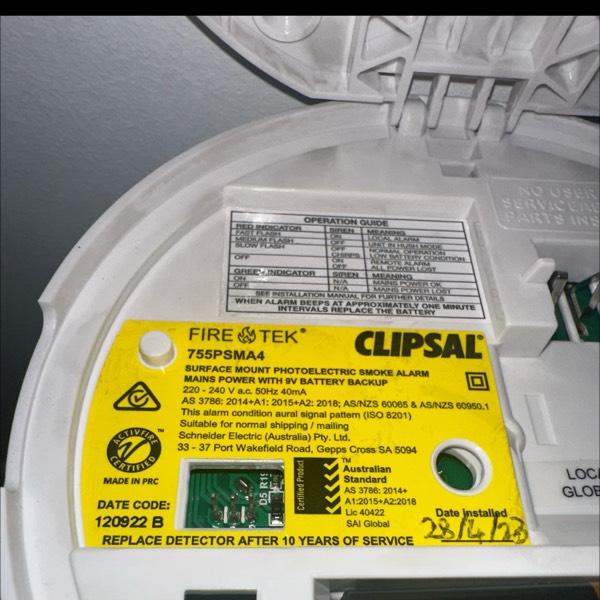 NO USER
SERVICE
PARTS INS
OPERATION GUIDE
RED INDICATOR SIREN MEANING
FAST FLASH ON LOCAL ALARM
MEDIUM FLASH OFF UNIT IN HUSH MODE
SLOW FLASH OFF NORMAL OPERATION
CHIRPS LOW BATTERY CONDITION
OFF ON REMOTE ALARM
OFF ALL POWER LOST
GREEN INDICATOR SIREN MEANING
ON N/A MAINS POWER OK
OFF N/A MAINS POWER LOST
SEE INSTALLATION MANUAL FOR FURTHER DETAILS
WHEN ALARM BEEPS AT APPROXIMATELY ONE MINUTE
INTERVALS REPLACE THE BATTERY
FIRE TEK®
CLIPSAL®
755PSMA4
SURFACE MOUNT PHOTOELECTRIC SMOKE ALARM
MAINS POWER WITH 9V BATTERY BACKUP
220 - 240 V a.c. 50Hz 40mA
AS 3786: 2014+A1: 2015+A2: 2018; AS/NZS 60065 & AS/NZS 60950.1
This alarm condition aural signal pattern (ISO 8201)
Suitable for normal shipping / mailing
Schneider Electric (Australia) Pty. Ltd.
33 - 37 Port Wakefield Road, Gepps Cross SA 5094
ACTIVFIRE
CERTIFIED
MADE IN PRC
DATE CODE:
120922 B
D5 R19
Certified Product
TM
Australian
Standard
AS 3786: 2014+
A1:2015+A2:2018
Lic 40422
SAI Global
Date installed
28/4/23
REPLACE DETECTOR AFTER 10 YEARS OF SERVICE
LOCA
GLOB